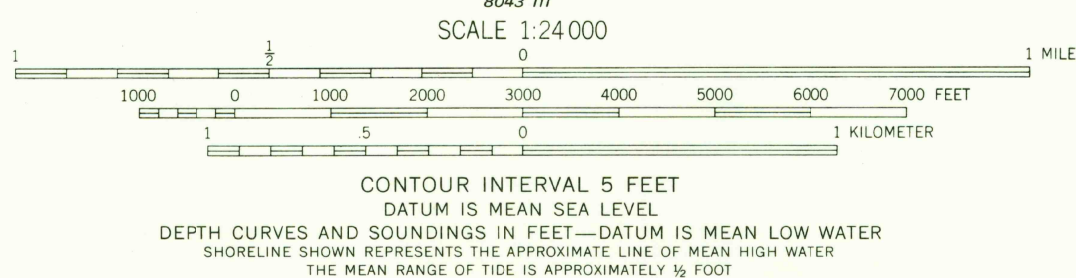 8043 III
SCALE 1:24 000
1 ½ 0 1 MILE
1000 0 1000 2000 3000 4000 5000 6000 7000 FEET
1 .5 0 1 KILOMETER
CONTOUR INTERVAL 5 FEET
DATUM IS MEAN SEA LEVEL
DEPTH CURVES AND SOUNDINGS IN FEET—DATUM IS MEAN LOW WATER
SHORELINE SHOWN REPRESENTS THE APPROXIMATE LINE OF MEAN HIGH WATER
THE MEAN RANGE OF TIDE IS APPROXIMATELY ½ FOOT